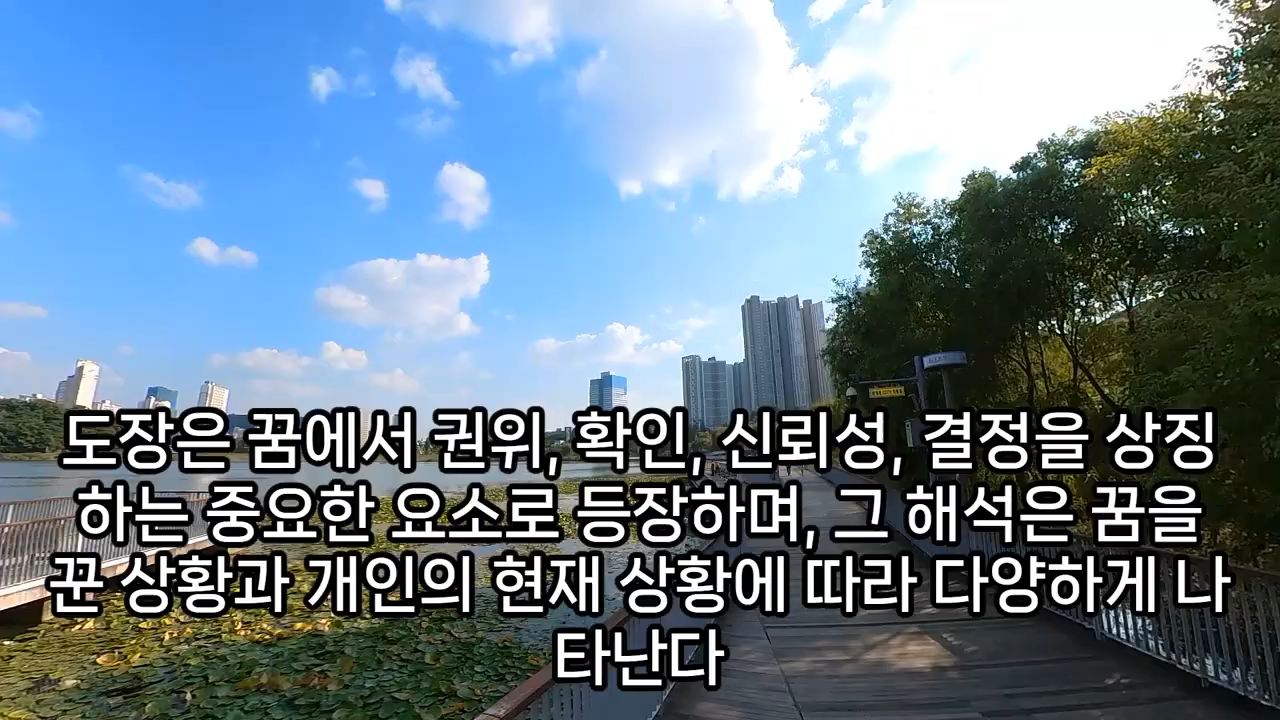 도장은 꿈에서 권위, 확인, 신뢰성, 결정을 상징
하는 중요한 요소로 등장하며, 그 해석은 꿈을
꾼 상황과 개인의 현재 상황에 따라 다양하게 나
타난다